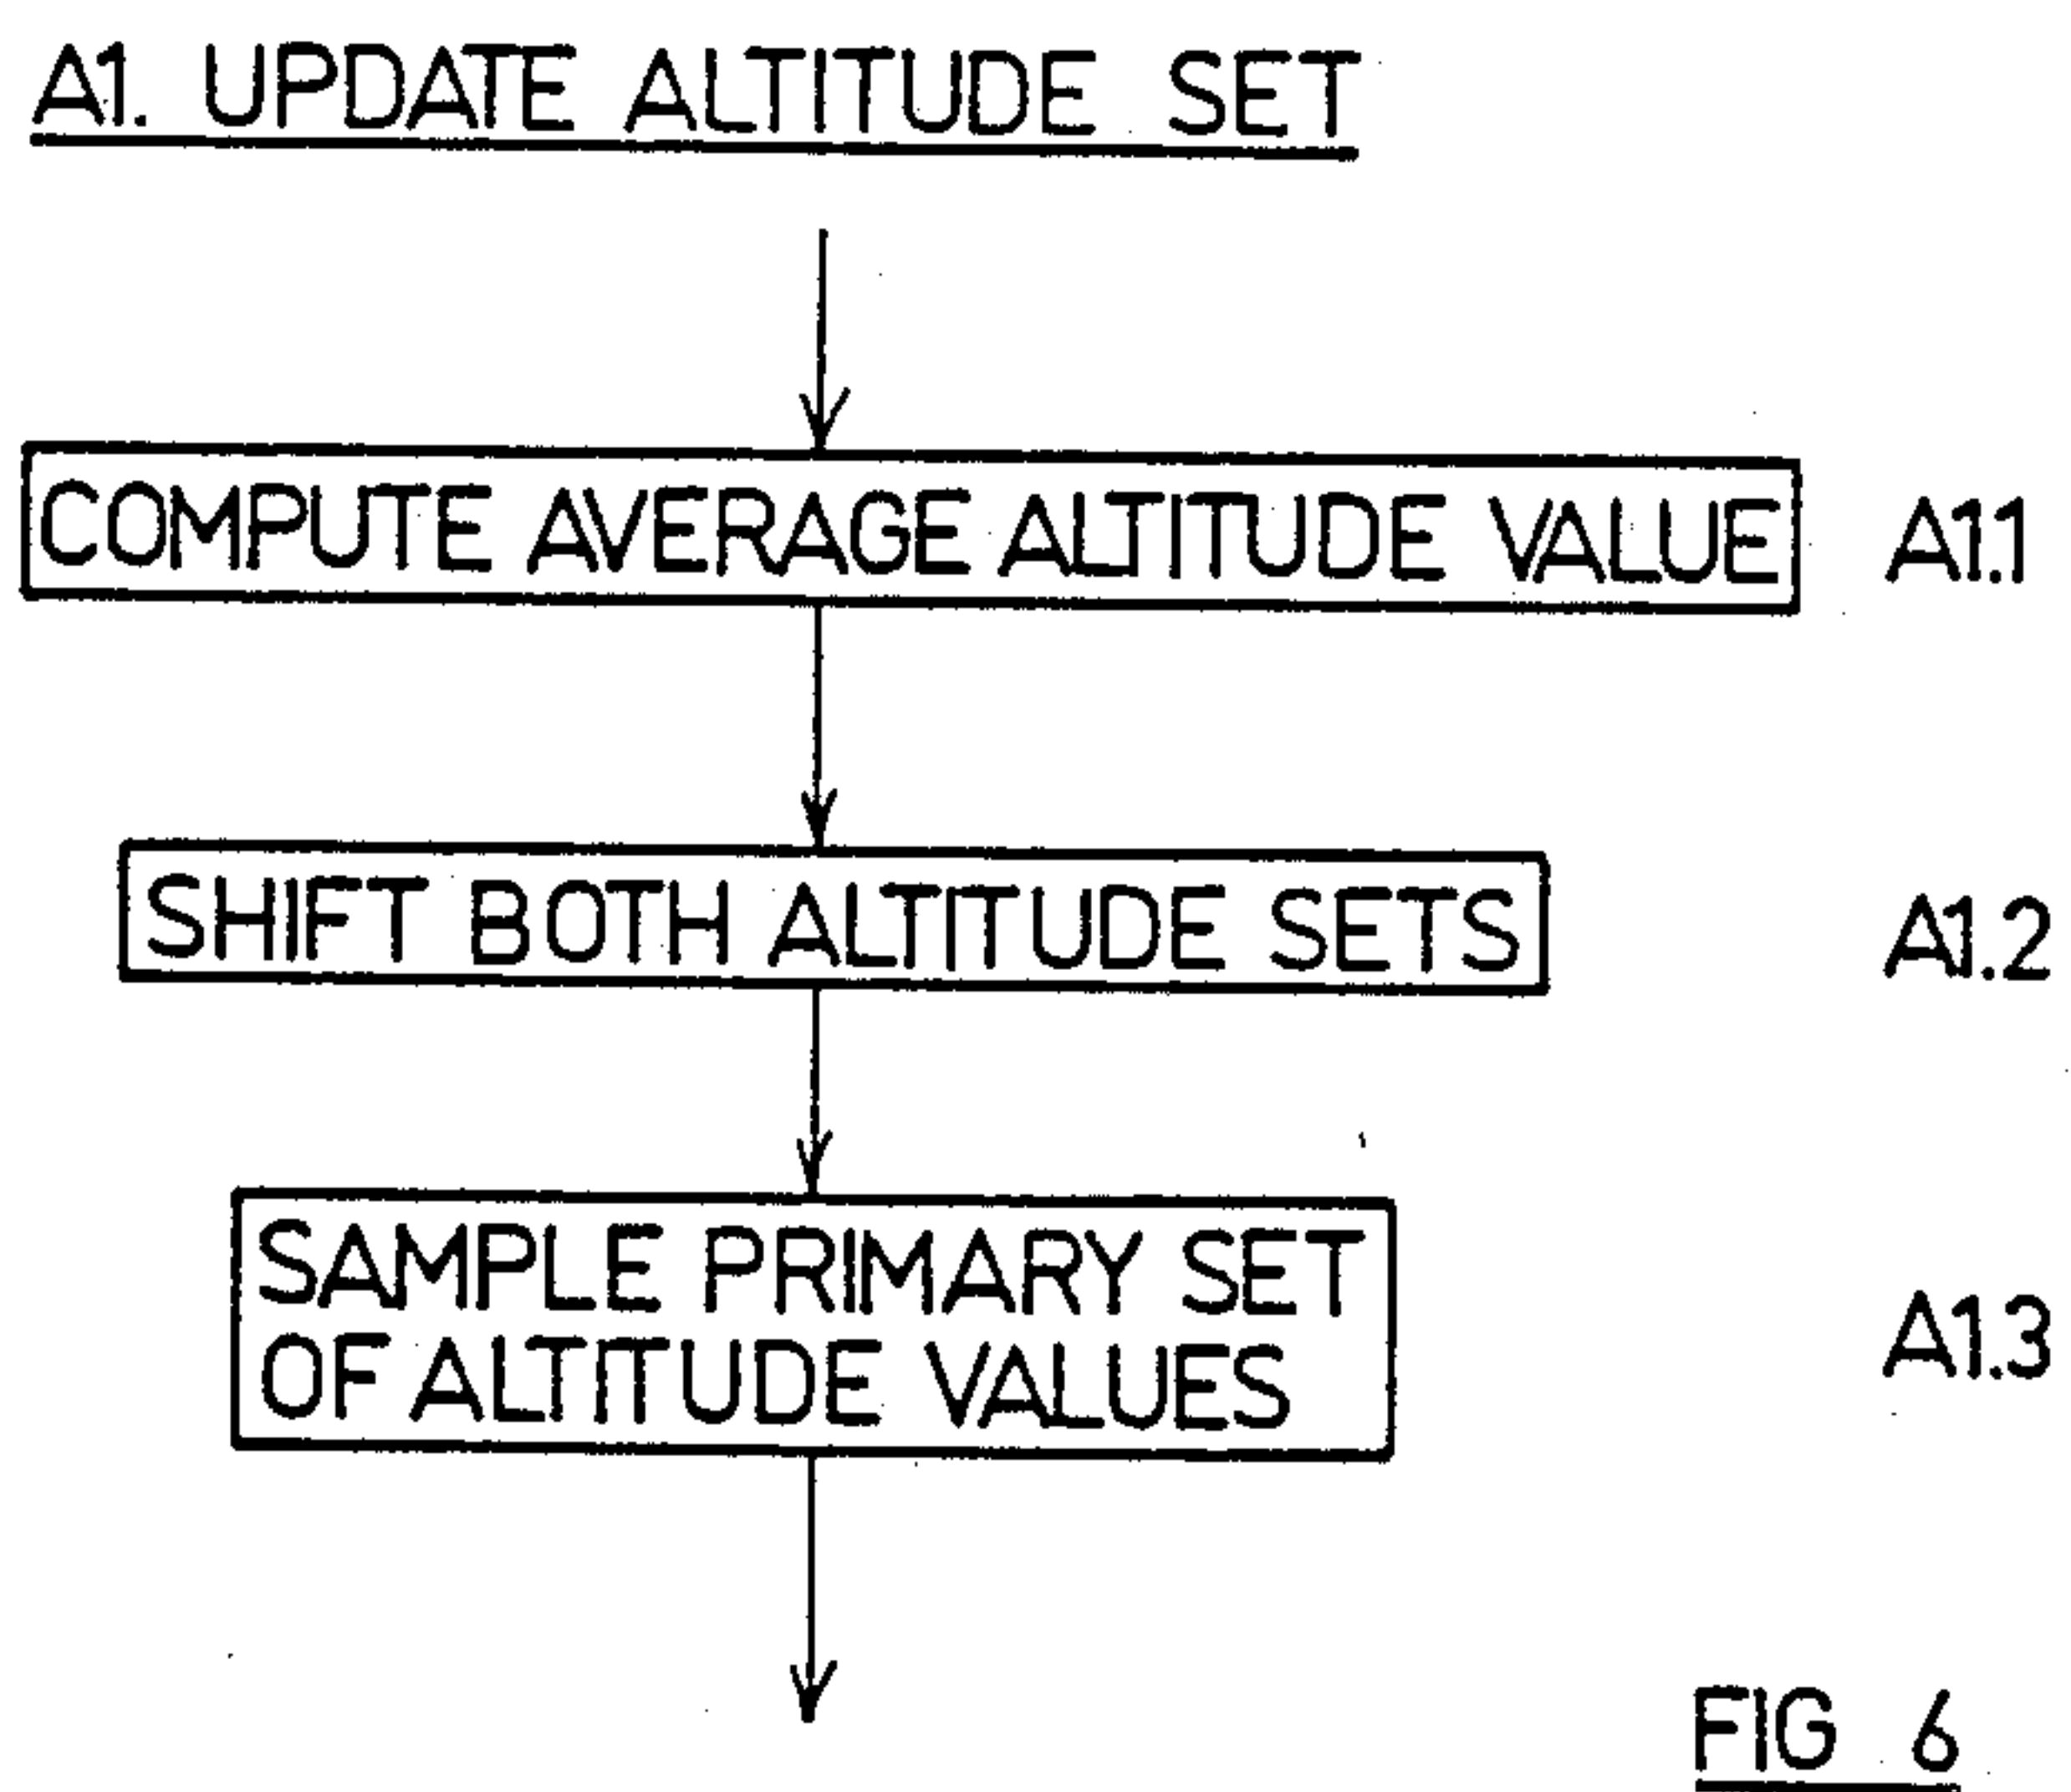 A1. UPDATE ALTITUDE SET
COMPUTE AVERAGE ALTITUDE VALUE
A1.1
SHIFT BOTH ALTITUDE SETS
A1.2
SAMPLE PRIMARY SET
OF ALTITUDE VALUES
A1.3
FIG 6